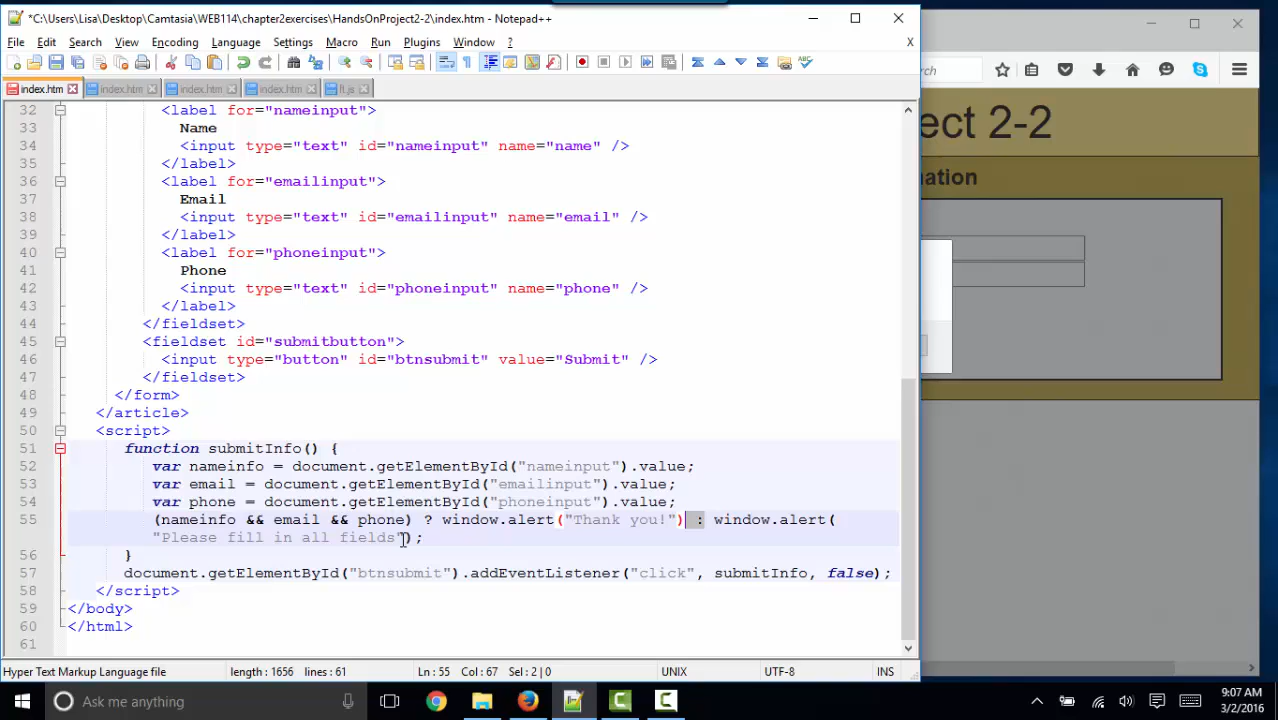 *C:\Users\Lisa\Desktop\Camtasia\WEB114\chapter2exercises\HandsOnProject2-2\index.htm - Notepad++
File Edit Search View Encoding Language Settings Macro Run Plugins Window ? X
index.htm index.htm index.htm index.htm ft.js
rch
32 <label for="nameinput">
33 Name
34 <input type="text" id="nameinput" name="name" />
35 </label>
36 <label for="emailinput">
37 Email
38 <input type="text" id="emailinput" name="email" />
39 </label>
40 <label for="phoneinput">
41 Phone
42 <input type="text" id="phoneinput" name="phone" />
43 </label>
44 </fieldset>
45 <fieldset id="submitbutton">
46 <input type="button" id="btnsubmit" value="Submit" />
47 </fieldset>
48 </form>
49 </article>
50 <script>
51 function submitInfo() {
52 var nameinfo = document.getElementById("nameinput").value;
53 var email = document.getElementById("emailinput").value;
54 var phone = document.getElementById("phoneinput").value;
55 (nameinfo && email && phone) ? window.alert("Thank you!") : window.alert(
"Please fill in all fields");
56 }
57 document.getElementById("btnsubmit").addEventListener("click", submitInfo, false);
58 </script>
59 </body>
60 </html>
61
ect 2-2
ation
Hyper Text Markup Language file length : 1656 lines : 61 Ln : 55 Col : 67 Sel : 2 | 0 UNIX UTF-8 INS
Ask me anything
9:07 AM
3/2/2016